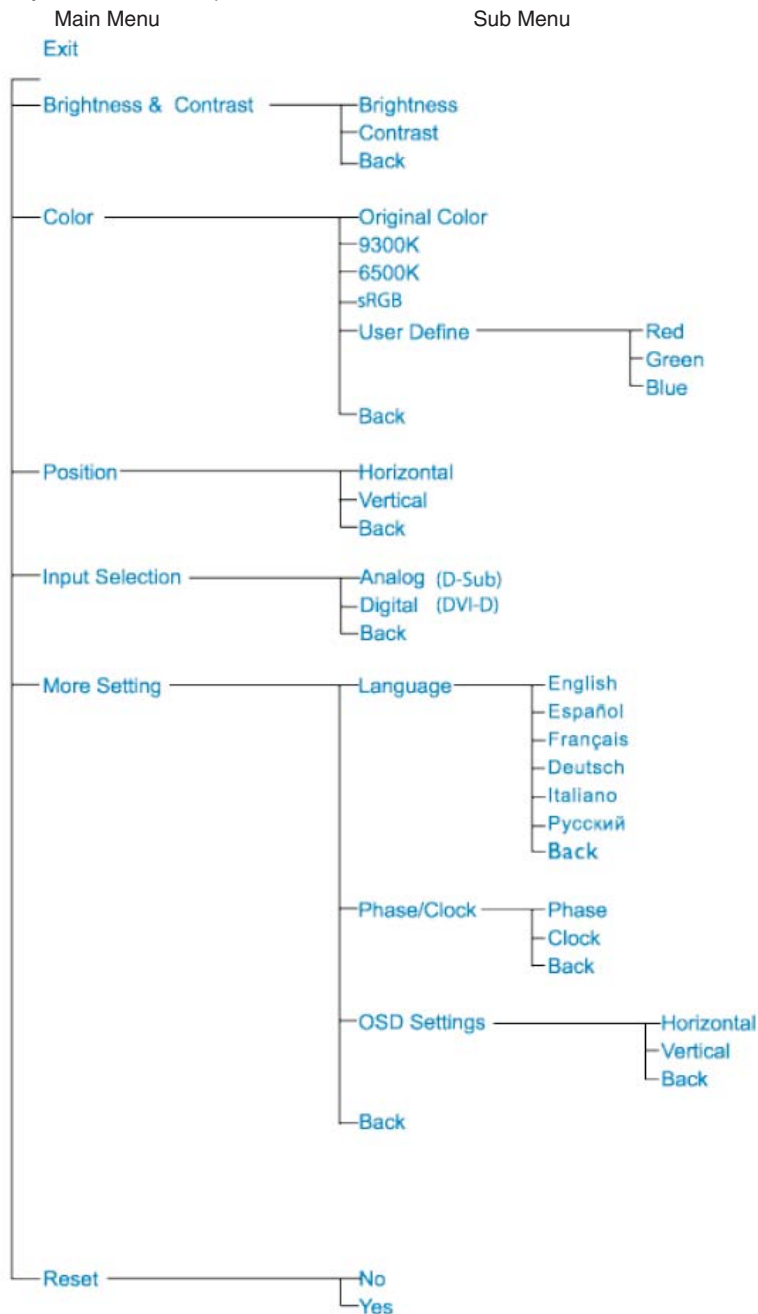 Main Menu Sub Menu
Exit
Brightness & Contrast Brightness
Contrast
Back
Color Original Color
9300K
6500K
sRGB
User Define Red
Green
Blue
Back
Position Horizontal
Vertical
Back
Input Selection Analog (D-Sub)
Digital (DVI-D)
Back
More Setting Language English
Español
Français
Deutsch
Italiano
Русский
Back
Phase/Clock Phase
Clock
Back
OSD Settings Horizontal
Vertical
Back
Back
Reset No
Yes